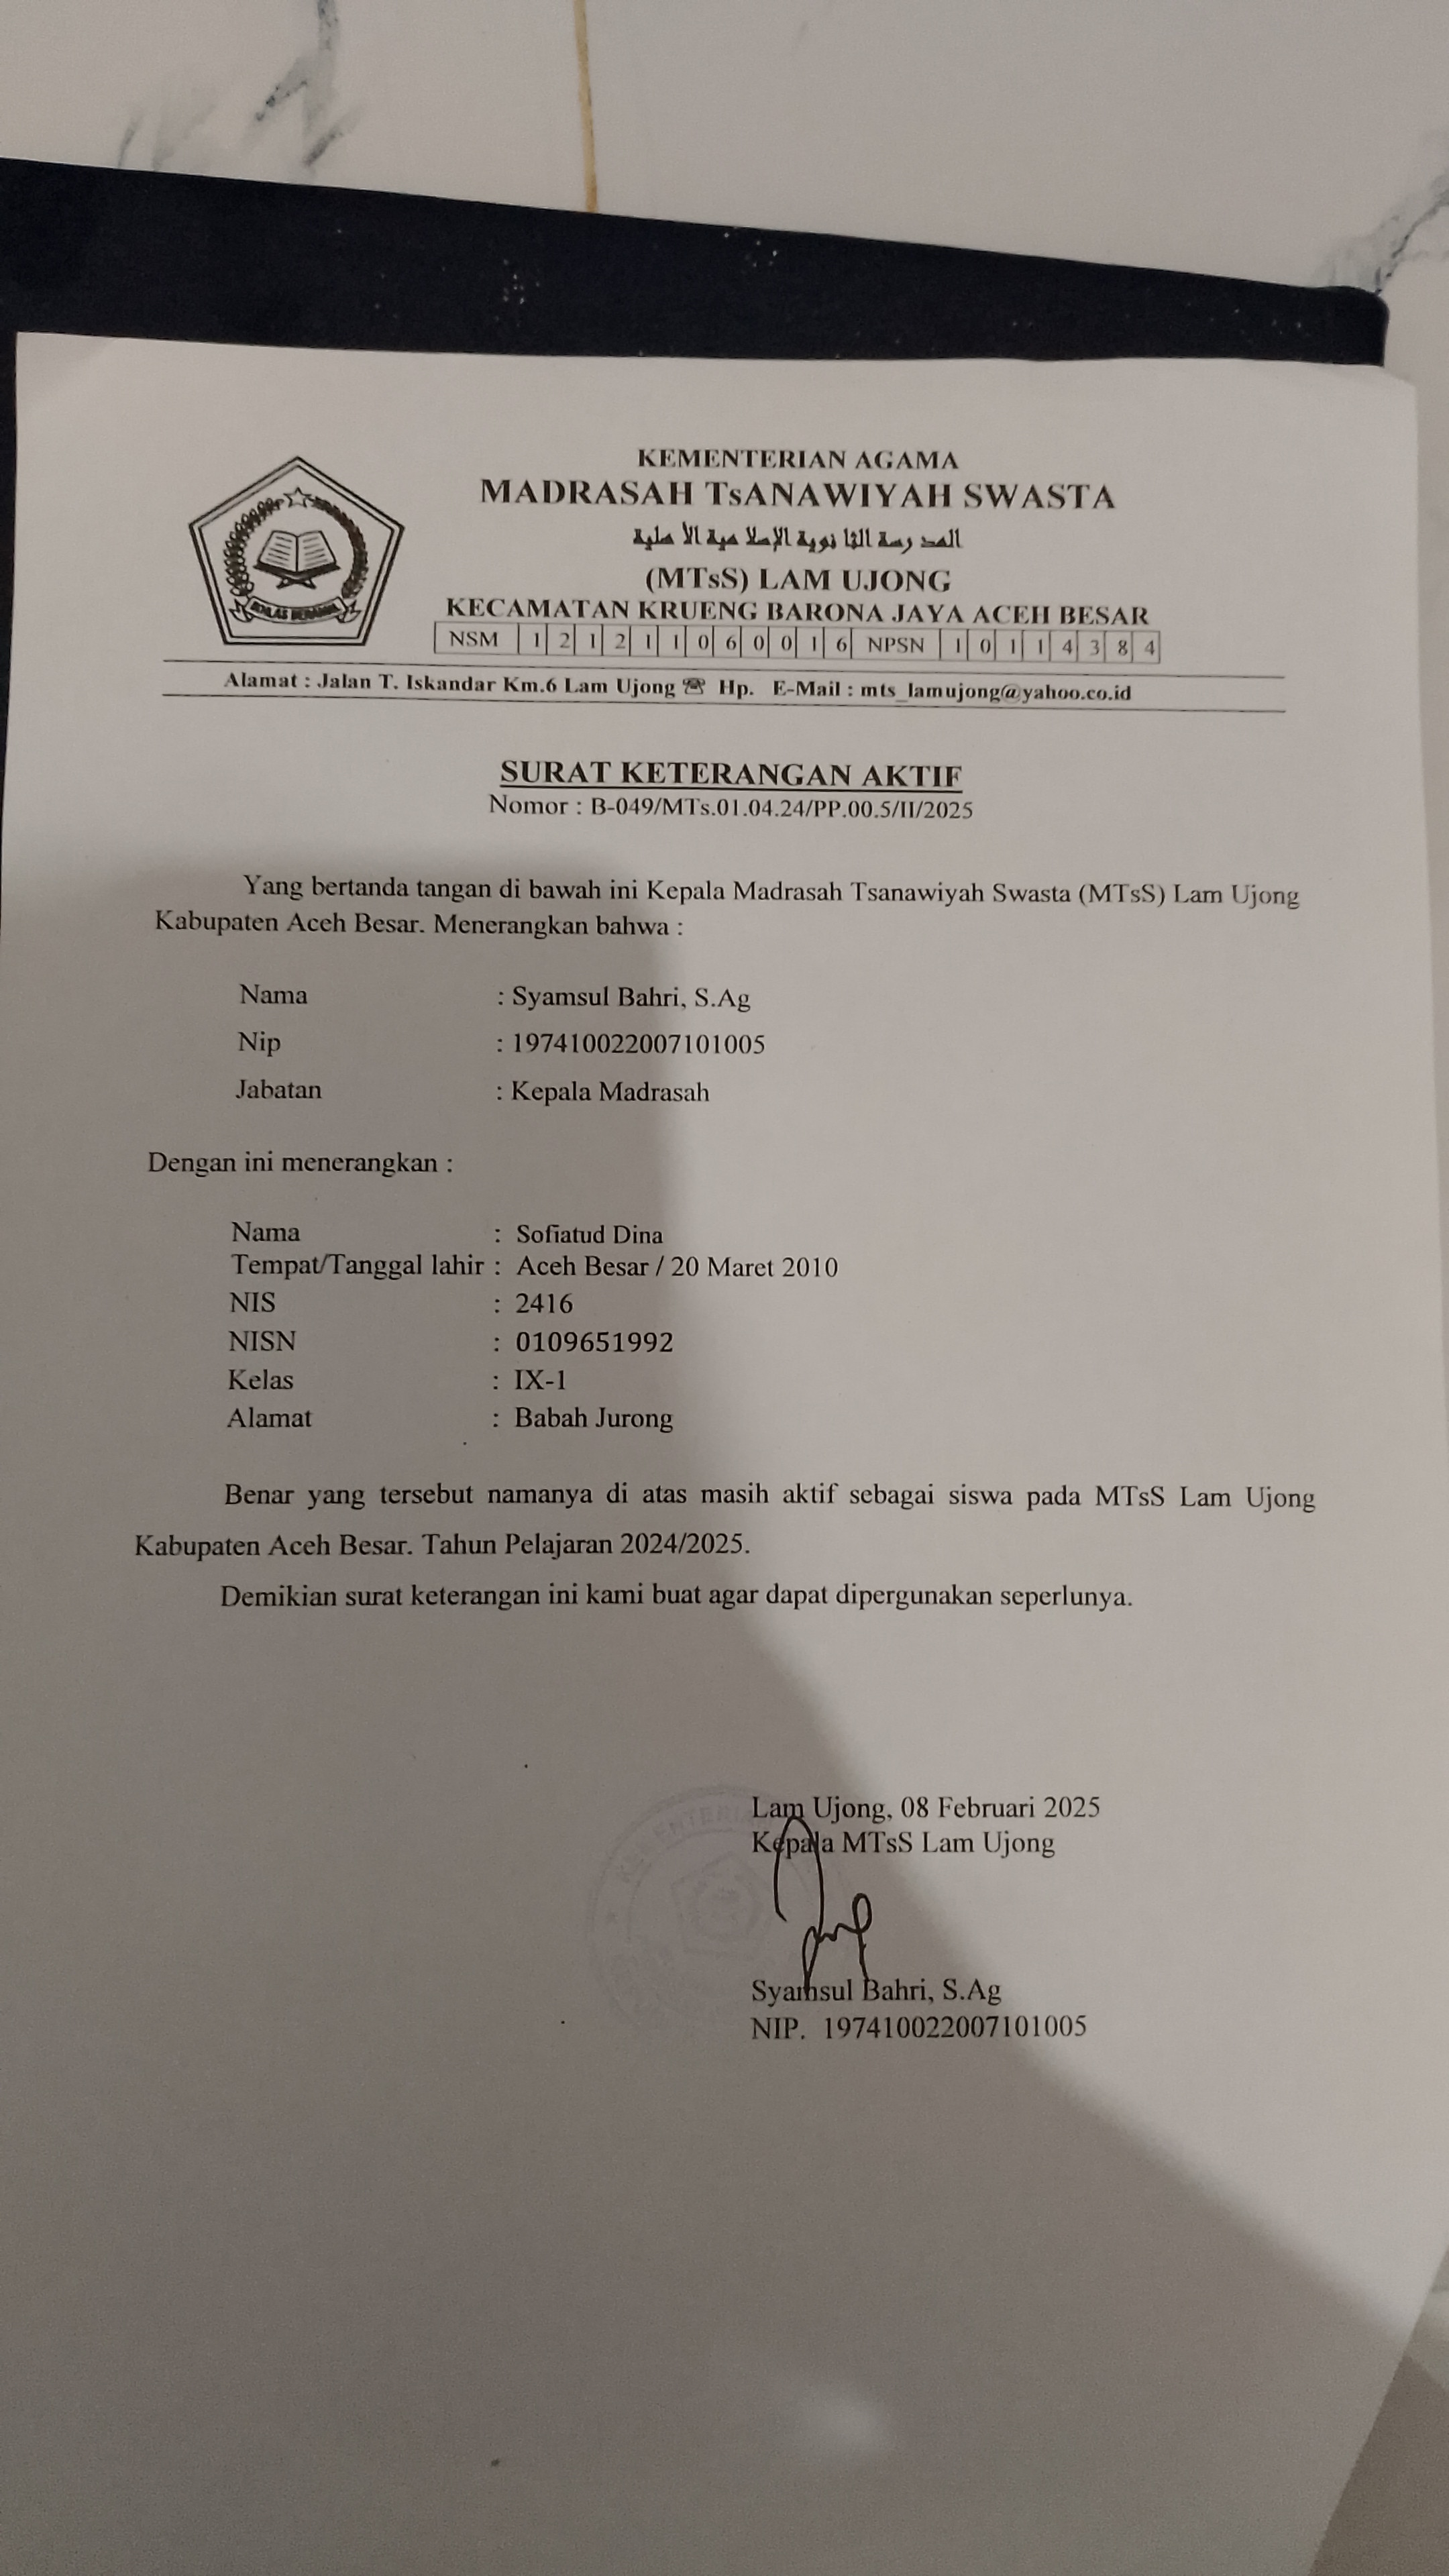 KEMENTERIAN AGAMA
MADRASAH TsANAWIYAH SWASTA
المدرسة الثانوية الإسلامية الأهلية
(MTsS) LAM UJONG
KECAMATAN KRUENG BARONA JAYA ACEH BESAR
IKHLAS BERAMAL
NSM 1 2 1 2 1 1 0 6 0 0 1 6 NPSN 1 0 1 1 4 3 8 4
Alamat : Jalan T. Iskandar Km.6 Lam Ujong ☎ Hp. E-Mail : mts_lamujong@yahoo.co.id
SURAT KETERANGAN AKTIF
Nomor : B-049/MTs.01.04.24/PP.00.5/II/2025
Yang bertanda tangan di bawah ini Kepala Madrasah Tsanawiyah Swasta (MTsS) Lam Ujong
Kabupaten Aceh Besar. Menerangkan bahwa :
Nama : Syamsul Bahri, S.Ag
Nip : 197410022007101005
Jabatan : Kepala Madrasah
Dengan ini menerangkan :
Nama : Sofiatud Dina
Tempat/Tanggal lahir : Aceh Besar / 20 Maret 2010
NIS : 2416
NISN : 0109651992
Kelas : IX-1
Alamat : Babah Jurong
Benar yang tersebut namanya di atas masih aktif sebagai siswa pada MTsS Lam Ujong
Kabupaten Aceh Besar. Tahun Pelajaran 2024/2025.
Demikian surat keterangan ini kami buat agar dapat dipergunakan seperlunya.
Lam Ujong, 08 Februari 2025
Kepala MTsS Lam Ujong
Syamsul Bahri, S.Ag
NIP. 197410022007101005